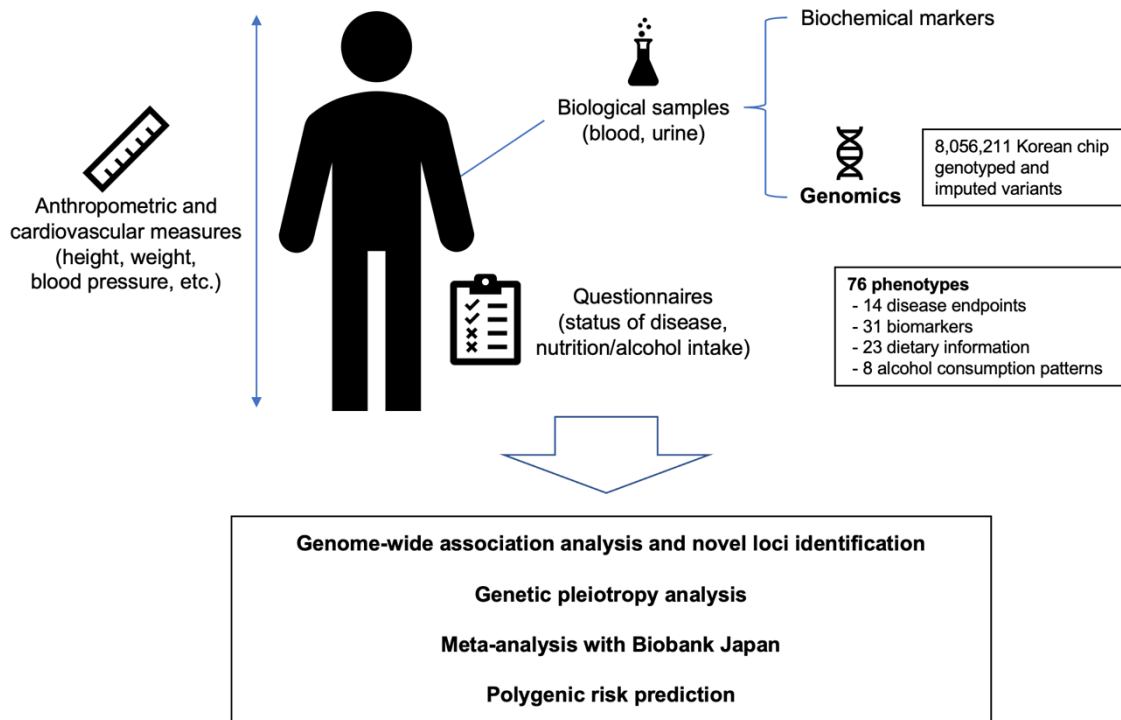 Biochemical markers
Biological samples
(blood, urine)
8,056,211 Korean chip
genotyped and
imputed variants
Genomics
Anthropometric and
cardiovascular measures
(height, weight,
blood pressure, etc.)
Questionnaires
(status of disease,
nutrition/alcohol intake)
76 phenotypes
- 14 disease endpoints
- 31 biomarkers
- 23 dietary information
- 8 alcohol consumption patterns
Genome-wide association analysis and novel loci identification
Genetic pleiotropy analysis
Meta-analysis with Biobank Japan
Polygenic risk prediction